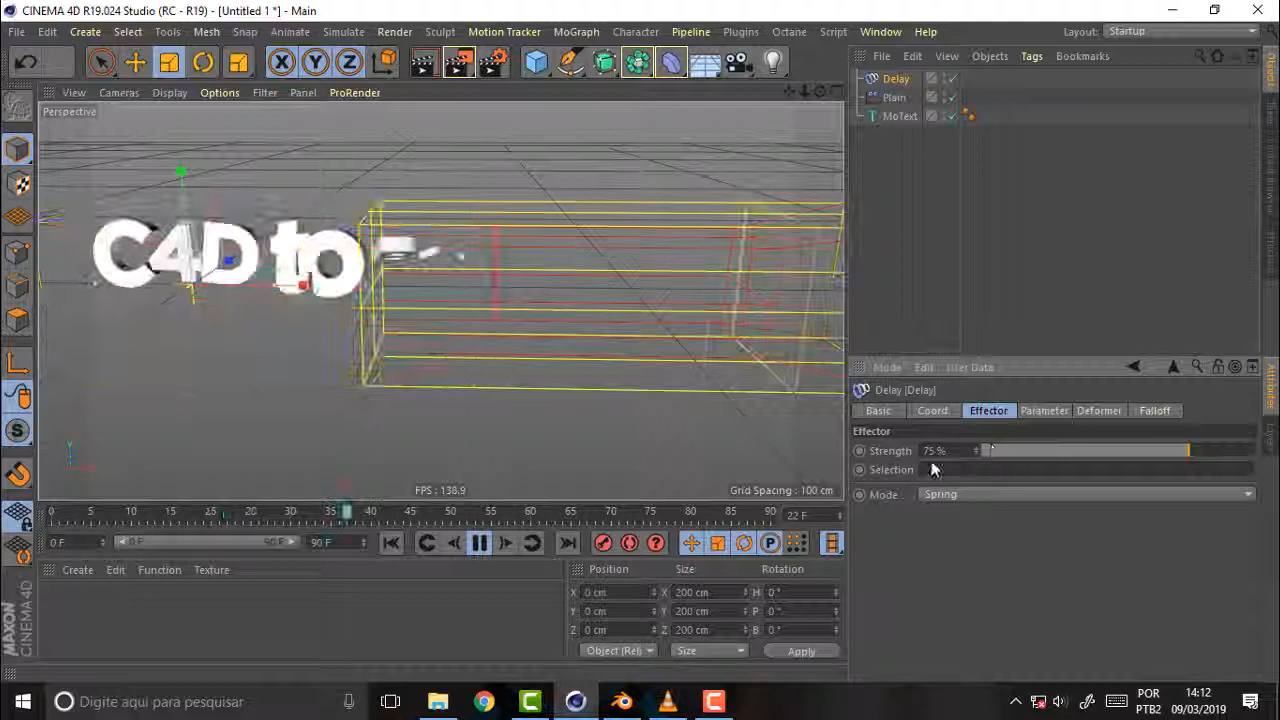 CINEMA 4D R19.024 Studio (RC - R19) - [Untitled 1 *] - Main
File Edit Create Select Tools Mesh Snap Animate Simulate Render Sculpt Motion Tracker MoGraph Character Pipeline Plugins Octane Script Window Help Layout: Startup
X Y Z
File Edit View Objects Tags Bookmarks
View Cameras Display Options Filter Panel ProRender
Delay
Plain
MoText
Perspective
C4D to
Mode Edit User Data
Delay [Delay]
Basic Coord. Effector Parameter Deformer Falloff
Effector
Strength 75 %
Selection
Mode Spring
FPS : 138.9 Grid Spacing : 100 cm
0 5 10 15 20 25 30 35 40 45 50 55 60 65 70 75 80 85 90 22 F
0 F 0 F 90 F 90 F
Create Edit Function Texture
Position Size Rotation
X 0 cm X 200 cm H 0 °
Y 0 cm Y 200 cm P 0 °
Z 0 cm Z 200 cm B 0 °
Object (Rel) Size Apply
MAXON CINEMA 4D
Object
Attributes
Layer
Digite aqui para pesquisar
POR
PTB2
14:12
09/03/2019